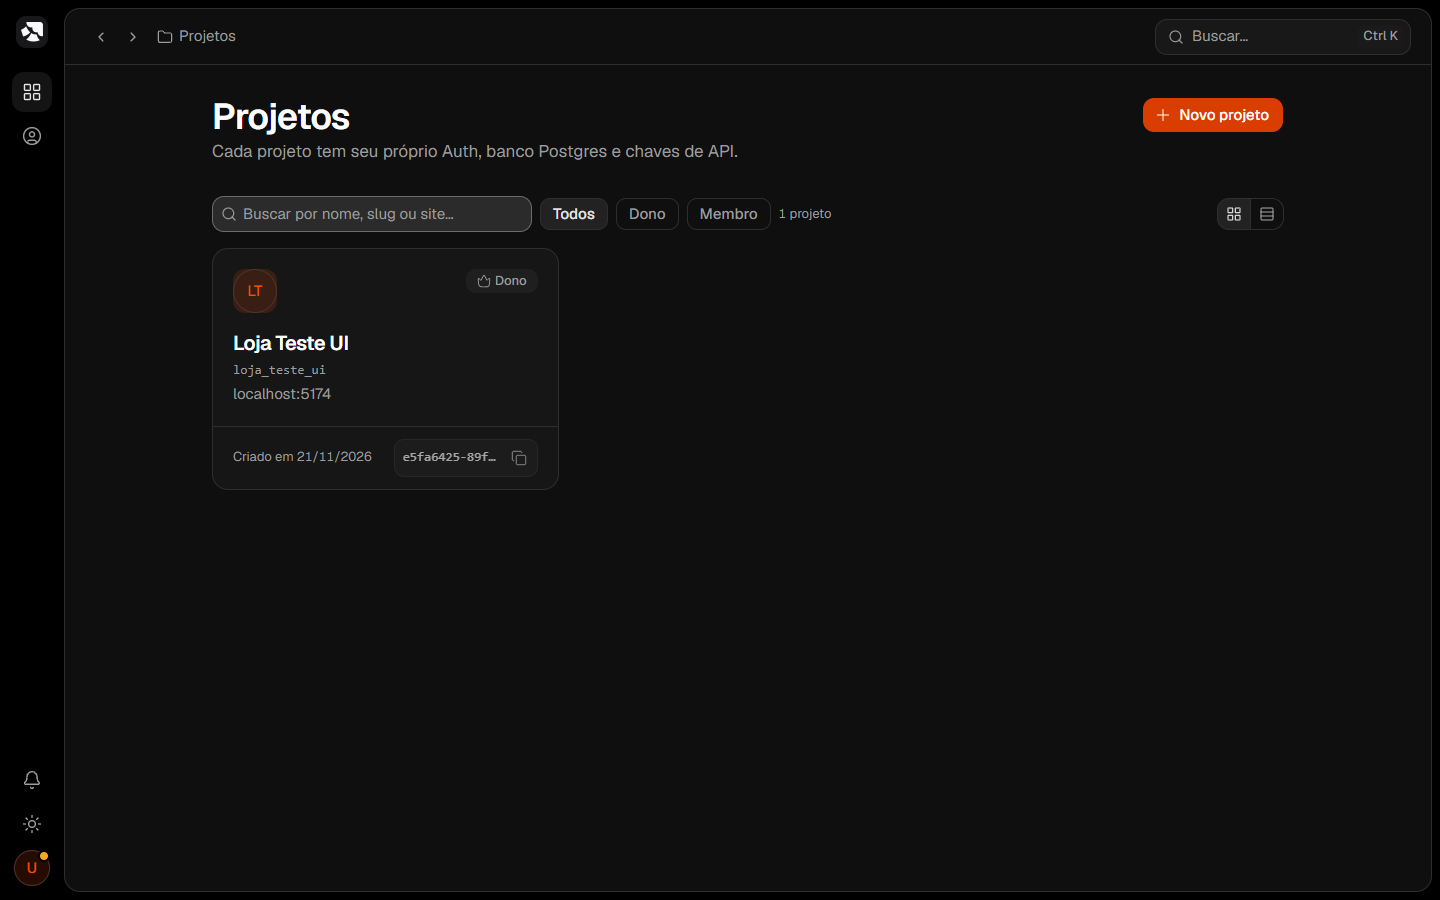 Projetos
Buscar...
Ctrl K
Projetos
Novo projeto
Cada projeto tem seu próprio Auth, banco Postgres e chaves de API.
Buscar por nome, slug ou site...
Todos
Dono
Membro
1 projeto
LT
Dono
Loja Teste UI
loja_teste_ui
localhost:5174
Criado em 21/11/2026
e5fa6425-89f…
U